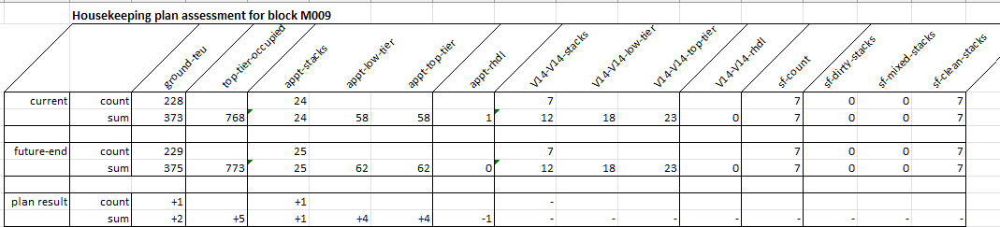 Housekeeping plan assessment for block M009
ground-teu top-tier-occupied appt-stacks appt-low-tier appt-top-tier appt-rhdl V14-V14-stacks V14-V14-low-tier V14-V14-top-tier V14-V14-rhdl sf-count sf-dirty-stacks sf-mixed-stacks sf-clean-stacks
current count 228 24 7 7 0 0 7
sum 373 768 24 58 58 1 12 18 23 0 7 0 0 7
future-end count 229 25 7 7 0 0 7
sum 375 773 25 62 62 0 12 18 23 0 7 0 0 7
plan result count +1 +1 -
sum +2 +5 +1 +4 +4 -1 - - - - - - - -